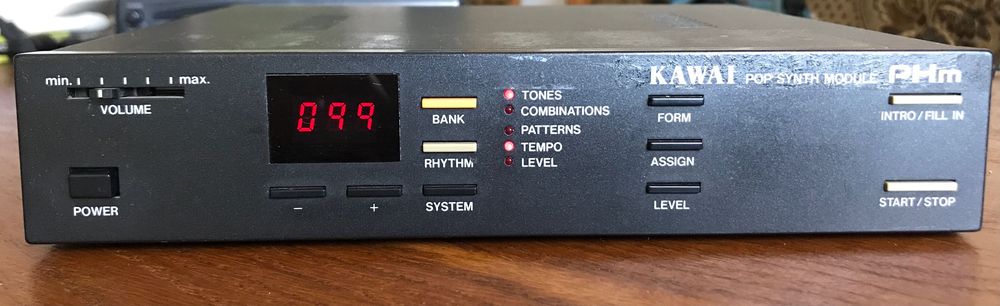 min. max.
VOLUME
POWER
099
−
+
BANK
RHYTHM
SYSTEM
TONES
COMBINATIONS
PATTERNS
TEMPO
LEVEL
KAWAI POP SYNTH MODULE PHm
FORM
ASSIGN
LEVEL
INTRO/FILL IN
START/STOP